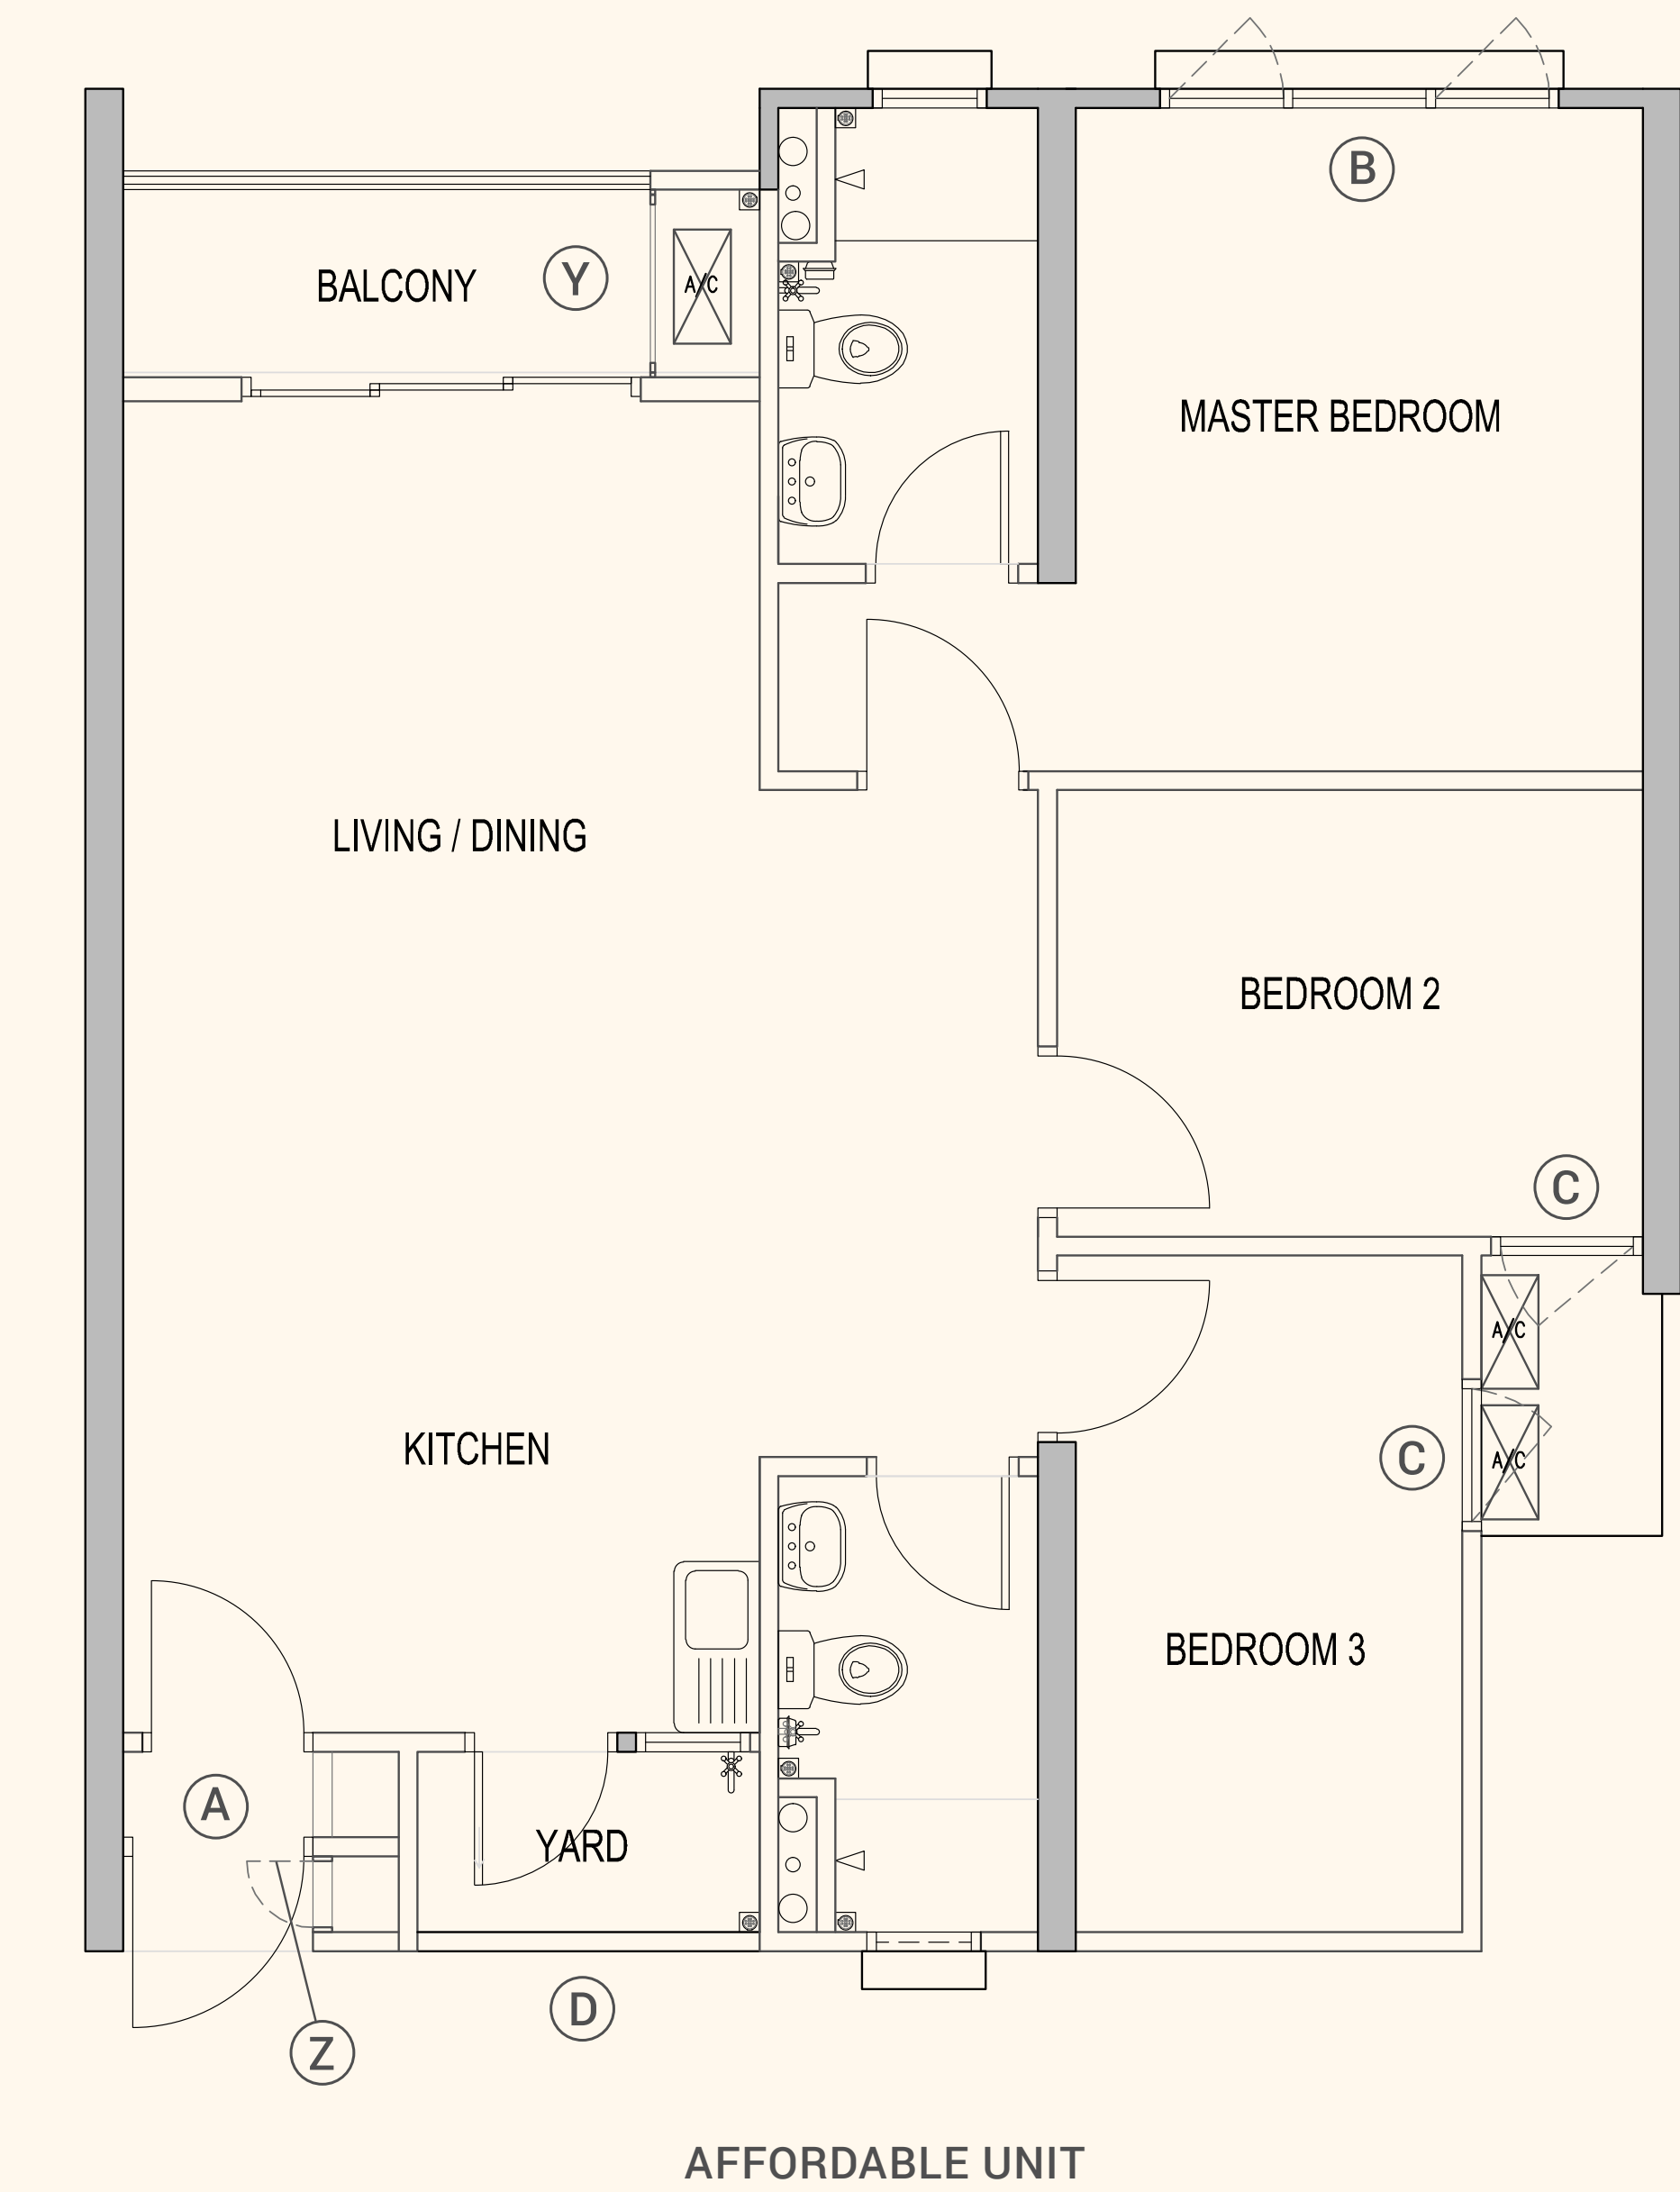 B
BALCONY
Y
A/C
MASTER BEDROOM
LIVING / DINING
BEDROOM 2
C
A/C
KITCHEN
C
A/C
BEDROOM 3
A
YARD
D
Z
AFFORDABLE UNIT